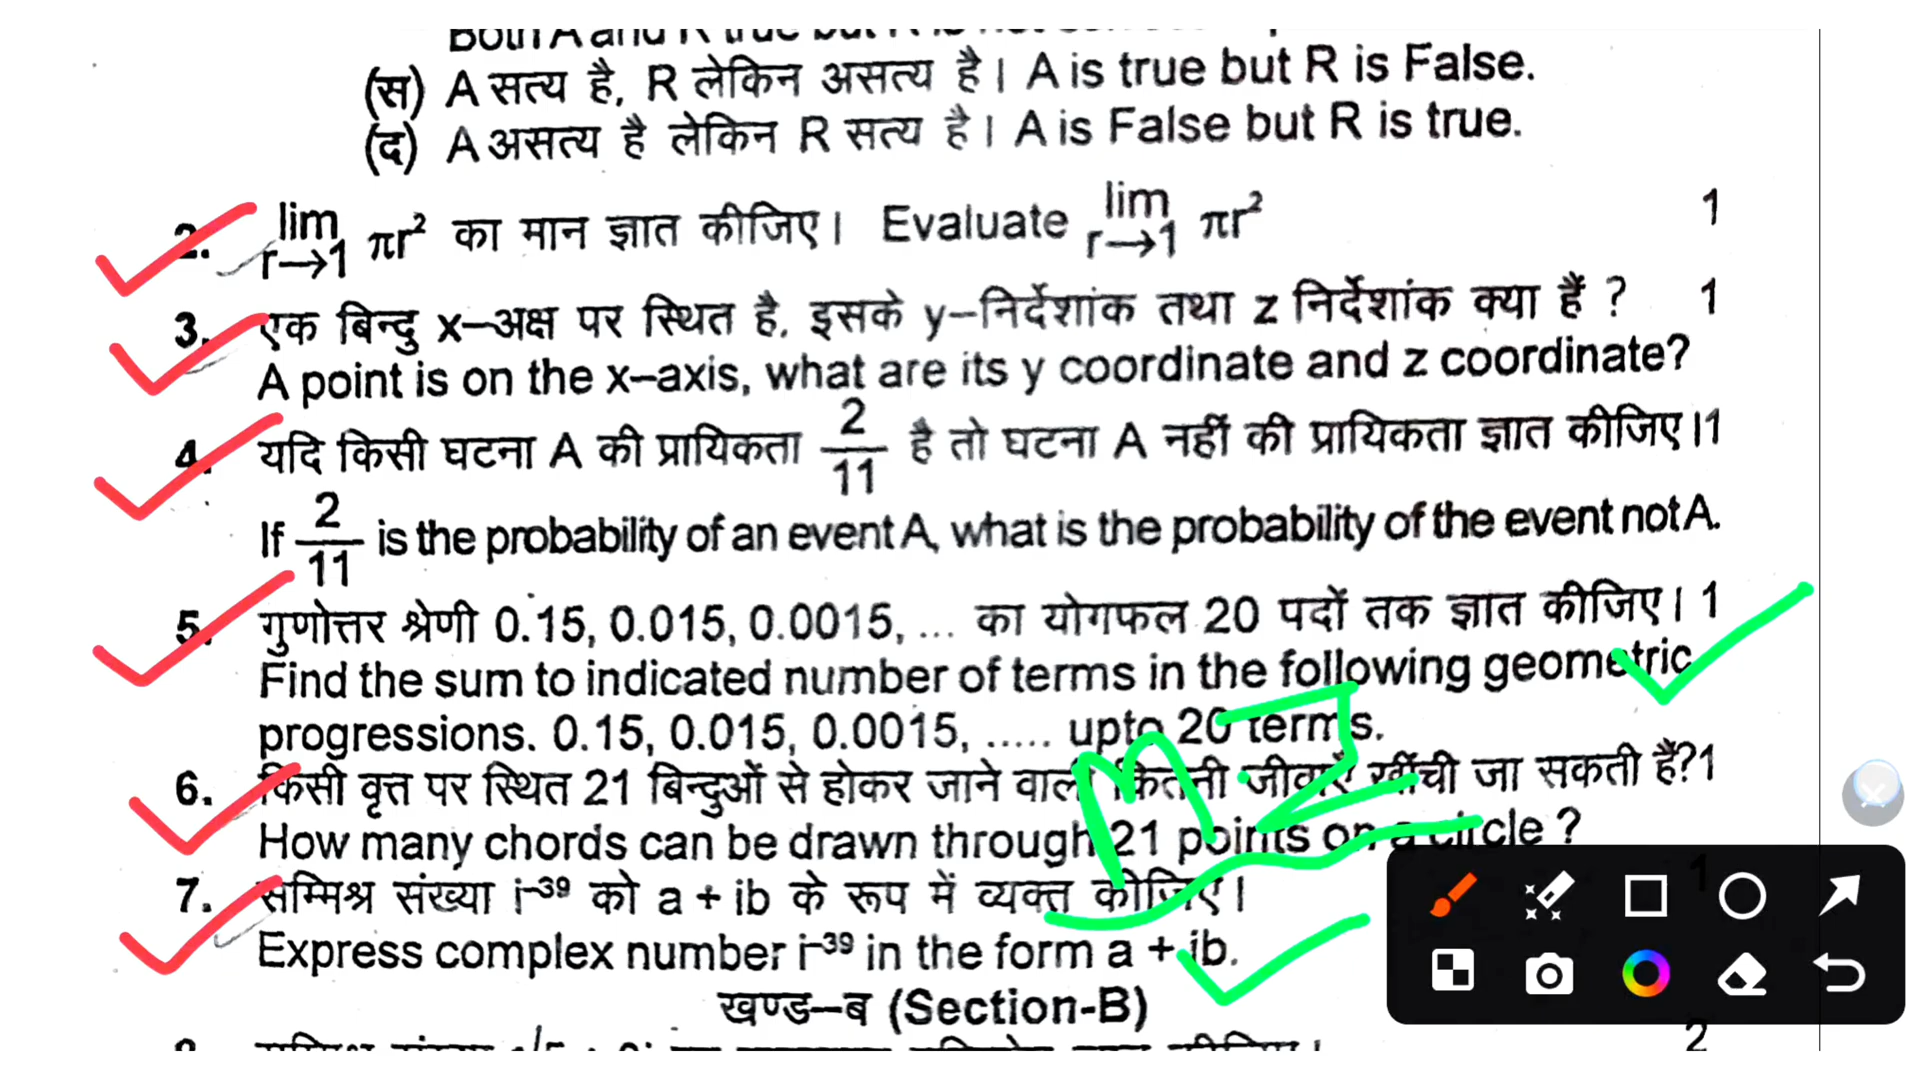 (स) A सत्य है, R लेकिन असत्य है। A is true but R is False.
(द) A असत्य है लेकिन R सत्य है। A is False but R is true.
2. lim r→1 πr² का मान ज्ञात कीजिए। Evaluate lim r→1 πr² 1
3. एक बिन्दु x–अक्ष पर स्थित है, इसके y–निर्देशांक तथा z निर्देशांक क्या हैं ? 1
A point is on the x–axis, what are its y coordinate and z coordinate?
4. यदि किसी घटना A की प्रायिकता 2/11 है तो घटना A नहीं की प्रायिकता ज्ञात कीजिए।1
If 2/11 is the probability of an event A, what is the probability of the event not A.
5. गुणोत्तर श्रेणी 0.15, 0.015, 0.0015, ... का योगफल 20 पदों तक ज्ञात कीजिए। 1
Find the sum to indicated number of terms in the following geometric
progressions. 0.15, 0.015, 0.0015, ..... upto 20 terms.
6. किसी वृत्त पर स्थित 21 बिन्दुओं से होकर जाने वाली कितनी जीवाएँ खींची जा सकती हैं?1
How many chords can be drawn through 21 points on a circle ?
7. सम्मिश्र संख्या i⁻³⁹ को a + ib के रूप में व्यक्त कीजिए। 1
Express complex number i⁻³⁹ in the form a + ib.
खण्ड–ब (Section-B)
2